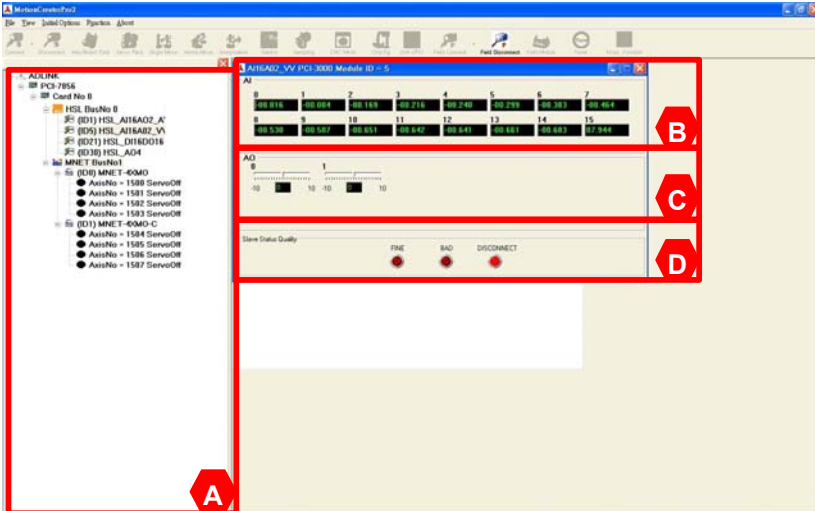 MotionCreatorPro2
File View Initial Options Function About
Field Disconnect
ADLINK
PCI-7856
Card No 0
HSL BusNo 0
(ID1) HSL_AI16AO2_A
(ID5) HSL_AI16AO2_VV
(ID21) HSL_DI16DO16
(ID30) HSL_AO4
MNET BusNo1
(ID0) MNET-4XMO
AxisNo = 1500 ServoOff
AxisNo = 1501 ServoOff
AxisNo = 1502 ServoOff
AxisNo = 1503 ServoOff
(ID1) MNET-4XMO-C
AxisNo = 1504 ServoOff
AxisNo = 1505 ServoOff
AxisNo = 1506 ServoOff
AxisNo = 1507 ServoOff
A
AI16AO2_VV PCI-3000 Module ID = 5
AI
0 1 2 3 4 5 6 7
-00.016 -00.084 -00.169 -00.216 -00.240 -00.299 -00.383 -00.464
8 9 10 11 12 13 14 15
-00.530 -00.587 -00.651 -00.642 -00.641 -00.661 -00.603 07.944
B
AO
0 1
-10 0 10 -10 0 10
C
Slave Status Quality
FINE BAD DISCONNECT
D